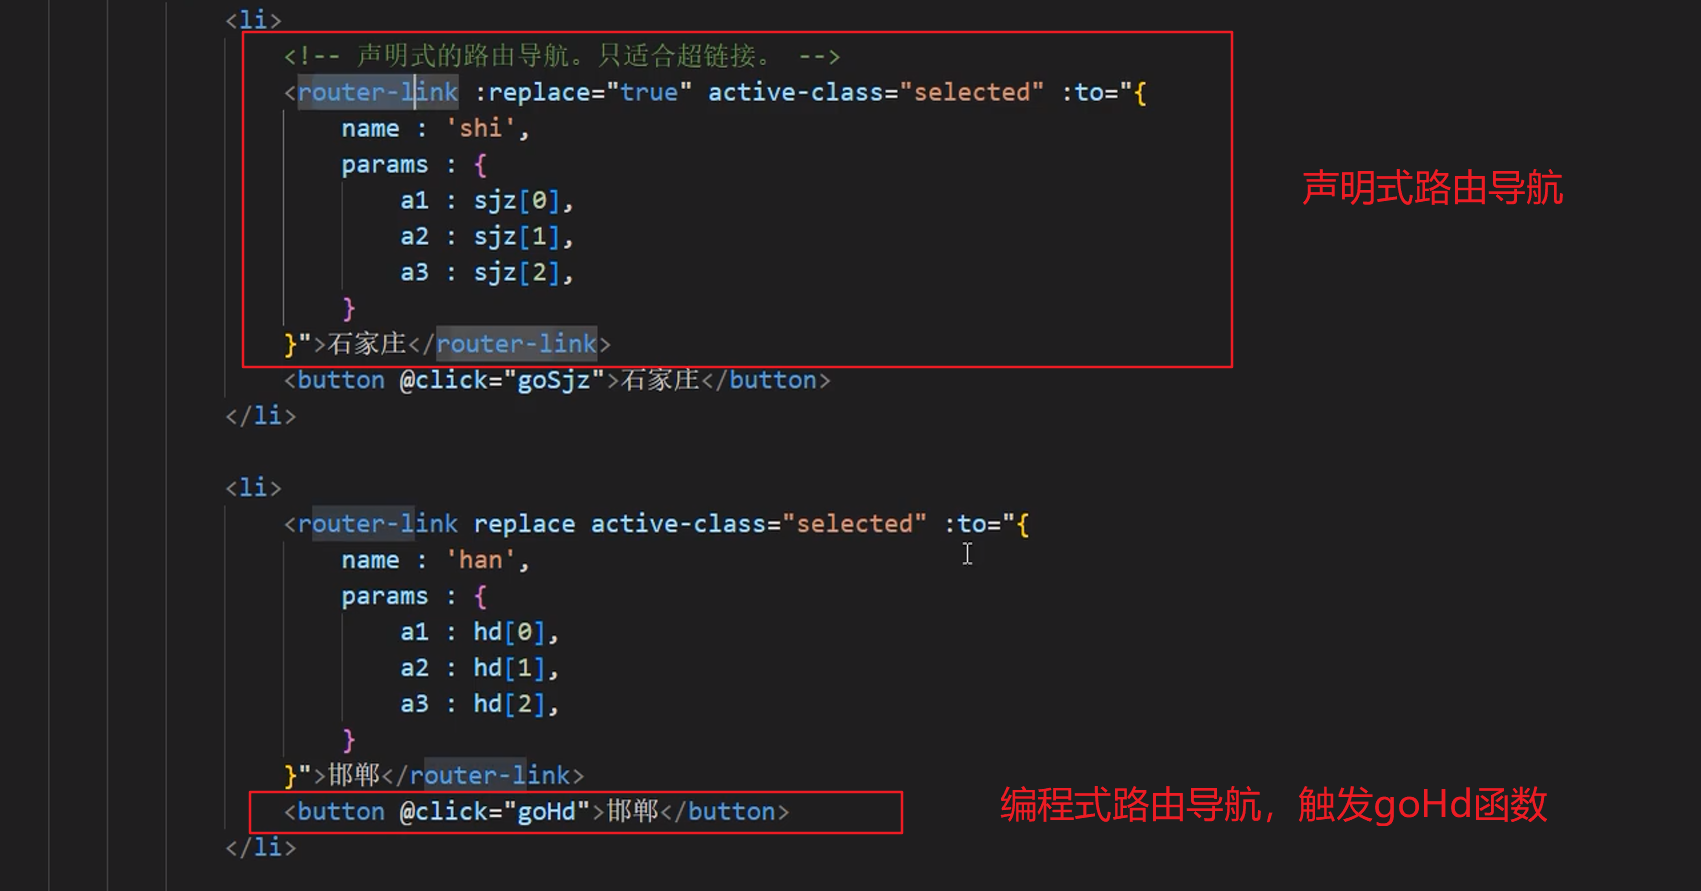 <li>
<!-- 声明式的路由导航。只适合超链接。 -->
<router-link :replace="true" active-class="selected" :to="{
name : 'shi',
params : {
a1 : sjz[0],
a2 : sjz[1],
a3 : sjz[2],
}
}">石家庄</router-link>
<button @click="goSjz">石家庄</button>
</li>
声明式路由导航
<li>
<router-link replace active-class="selected" :to="{
name : 'han',
params : {
a1 : hd[0],
a2 : hd[1],
a3 : hd[2],
}
}">邯郸</router-link>
<button @click="goHd">邯郸</button>
编程式路由导航，触发goHd函数
</li>